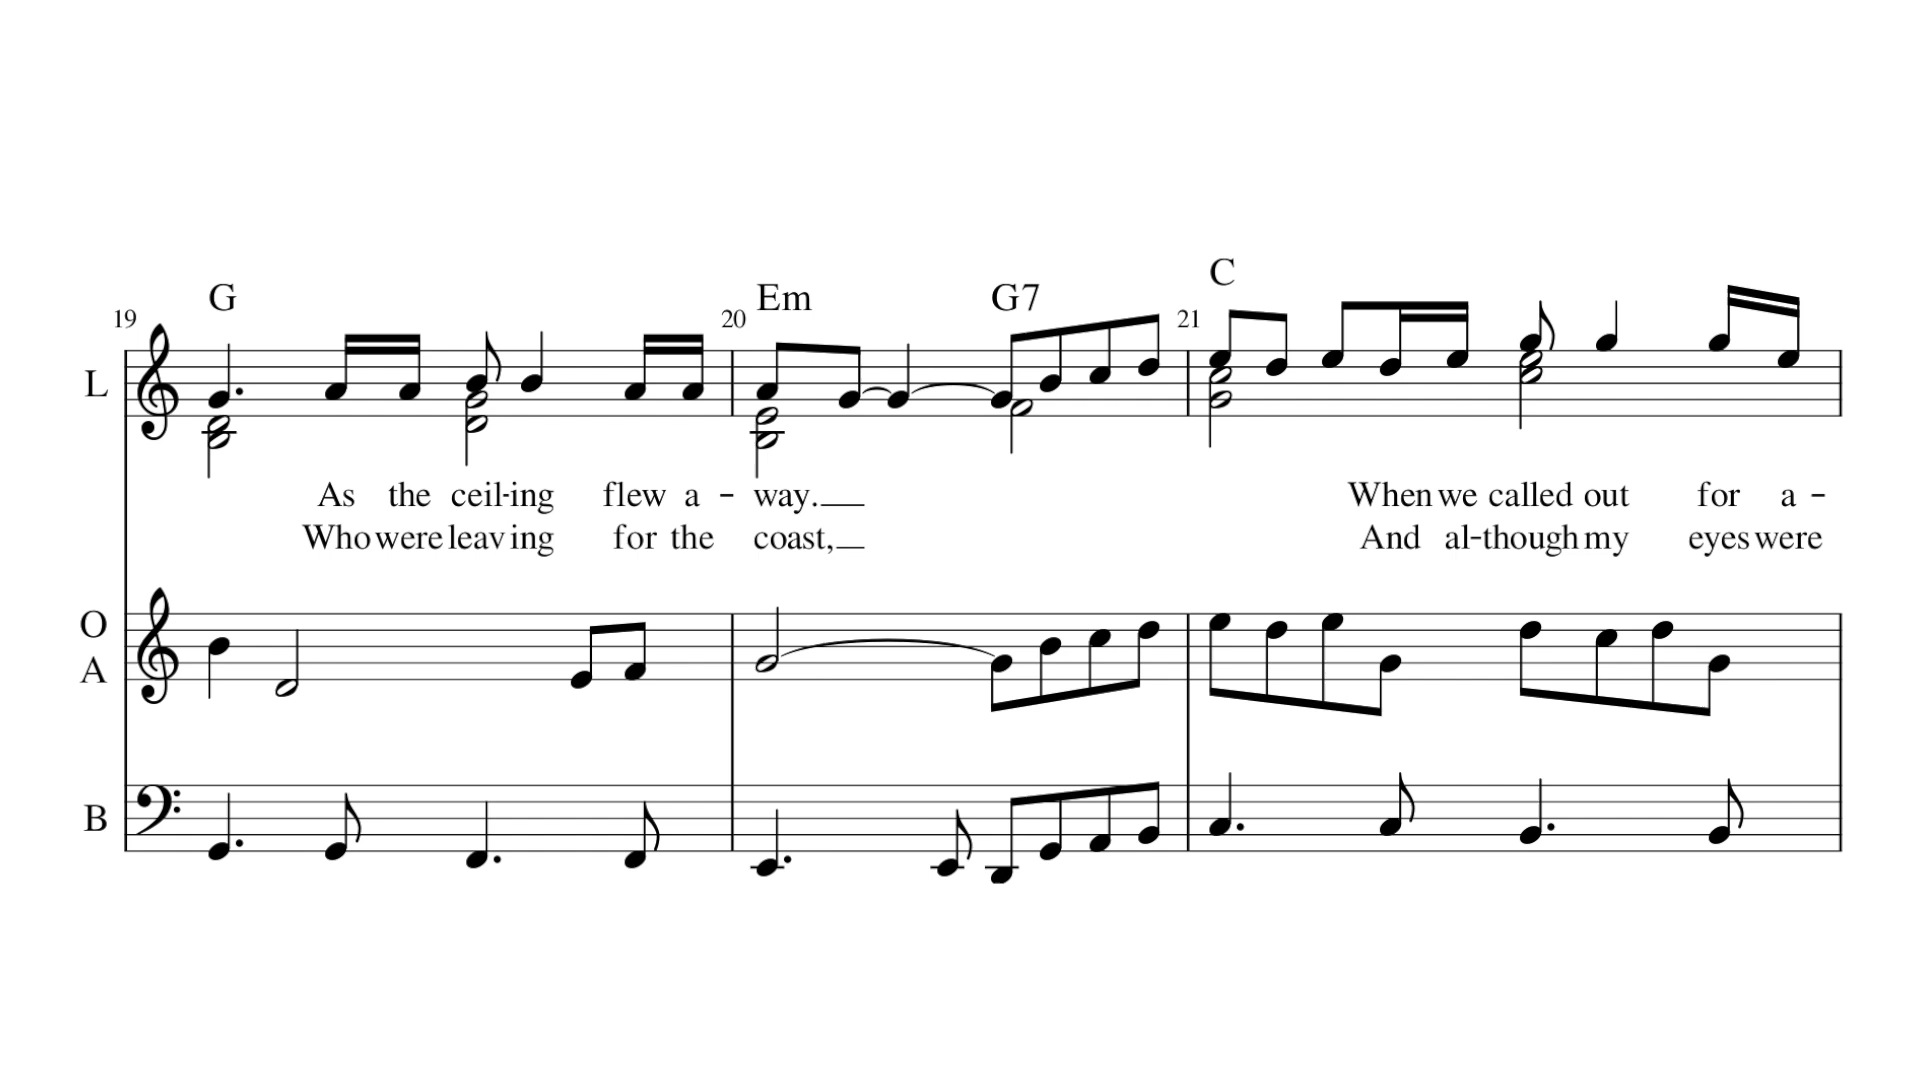 C
G Em G7
19 20 21
L
As the ceil-ing flew a - way. When we called out for a -
Who were leav ing for the coast, And al-though my eyes were
O
A
B